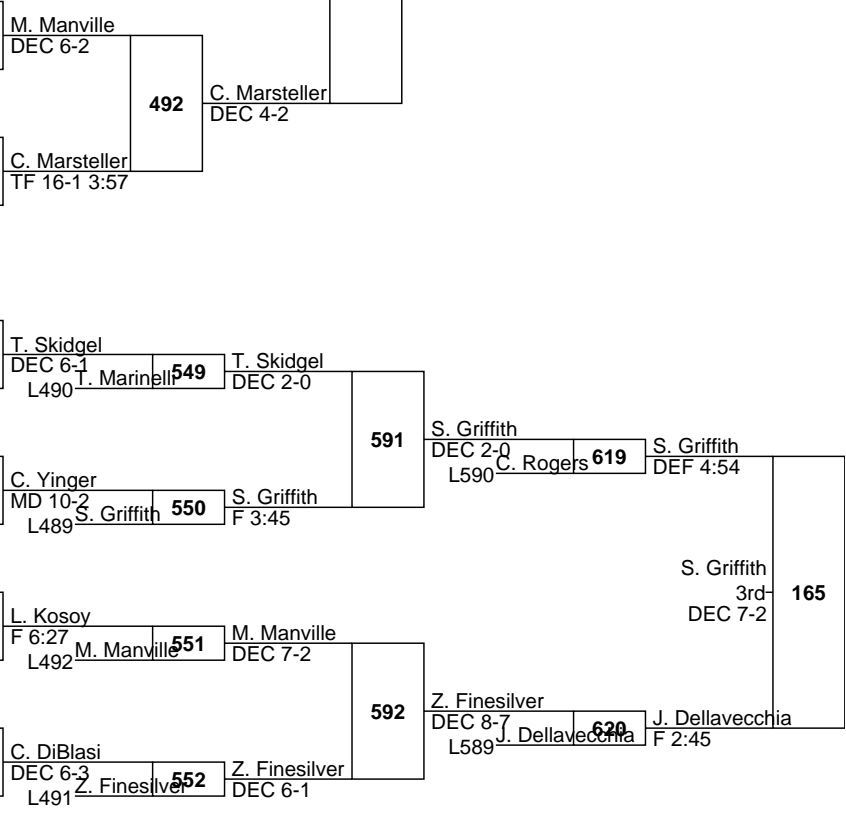 M. Manville
DEC 6-2
492
C. Marsteller
DEC 4-2
C. Marsteller
TF 16-1 3:57
T. Skidgel
DEC 6-1
L490
T. Marinelli
549
T. Skidgel
DEC 2-0
591
S. Griffith
DEC 2-0
L590
C. Rogers
619
S. Griffith
DEF 4:54
C. Yinger
MD 10-2
L489
S. Griffith
550
S. Griffith
F 3:45
S. Griffith
3rd
DEC 7-2
165
L. Kosoy
F 6:27
L492
M. Manville
551
M. Manville
DEC 7-2
592
Z. Finesilver
DEC 8-7
L589
J. Dellavecchia
620
J. Dellavecchia
F 2:45
C. DiBlasi
DEC 6-3
L491
Z. Finesilver
552
Z. Finesilver
DEC 6-1